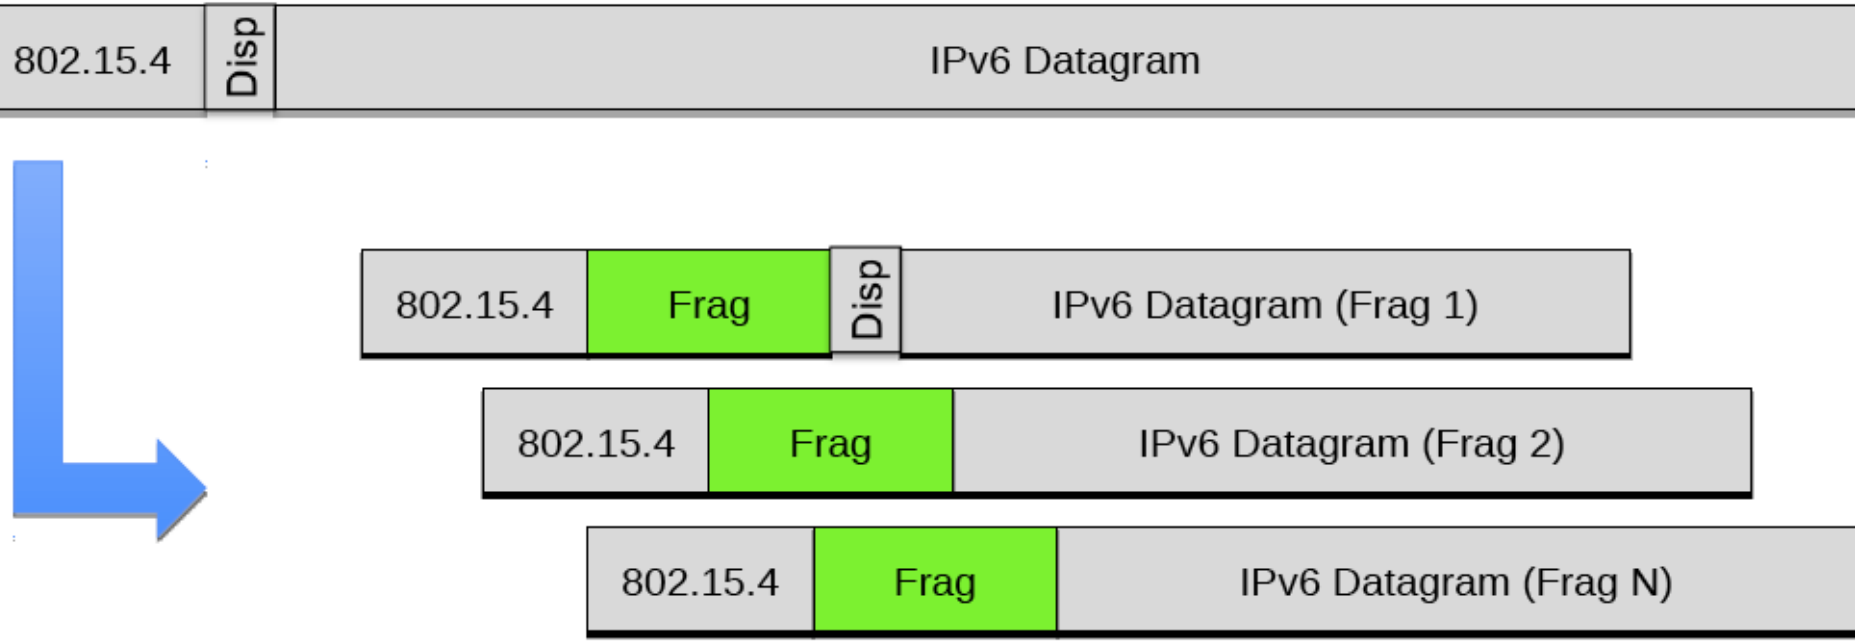 802.15.4 Disp IPv6 Datagram
802.15.4 Frag Disp IPv6 Datagram (Frag 1)
802.15.4 Frag IPv6 Datagram (Frag 2)
802.15.4 Frag IPv6 Datagram (Frag N)